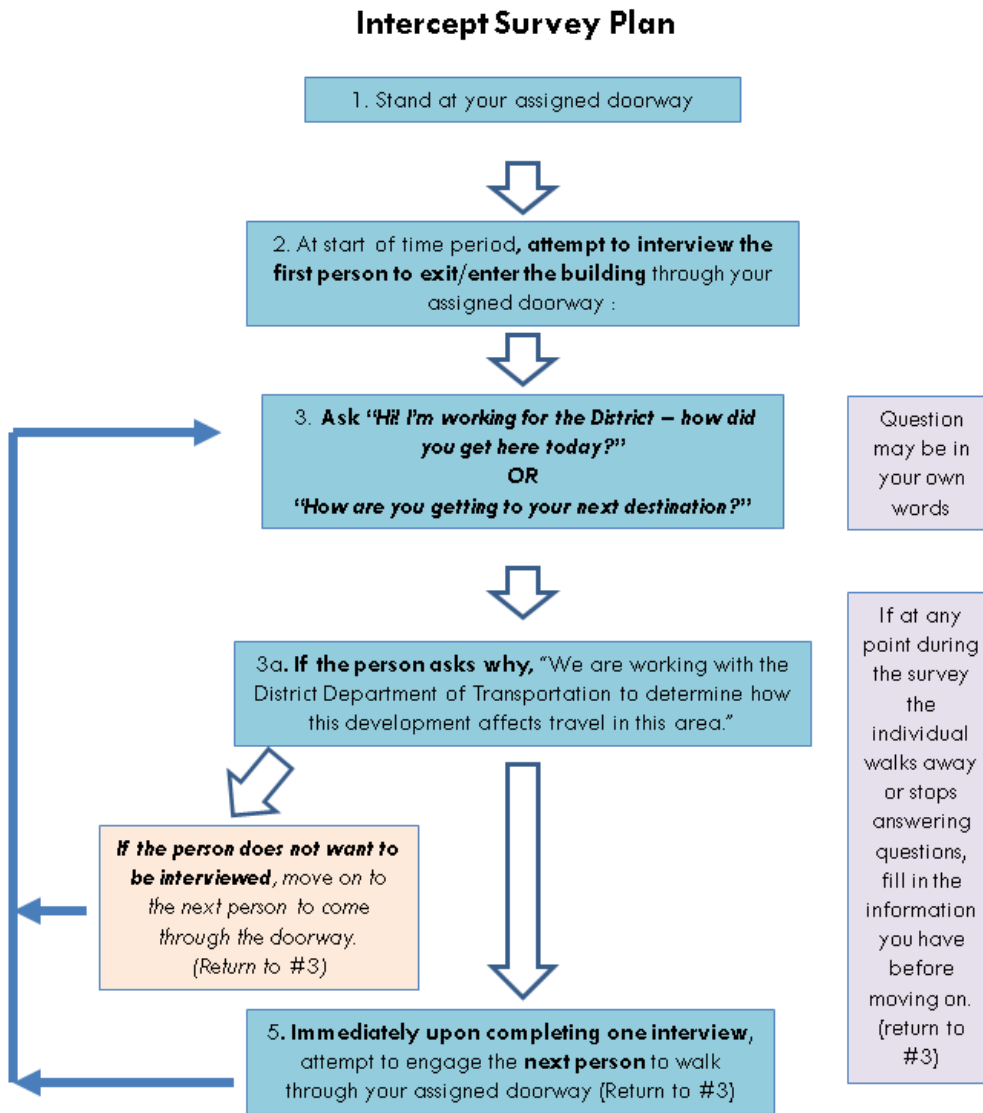 Intercept Survey Plan
1. Stand at your assigned doorway
2. At start of time period, attempt to interview the
first person to exit/enter the building through your
assigned doorway :
3. Ask “Hi! I’m working for the District – how did
you get here today?”
OR
“How are you getting to your next destination?”
Question
may be in
your own
words
3a. If the person asks why, “We are working with the
District Department of Transportation to determine how
this development affects travel in this area.”
If the person does not want to
be interviewed, move on to
the next person to come
through the doorway.
(Return to #3)
5. Immediately upon completing one interview,
attempt to engage the next person to walk
through your assigned doorway (Return to #3)
If at any
point during
the survey
the
individual
walks away
or stops
answering
questions,
fill in the
information
you have
before
moving on.
(return to
#3)